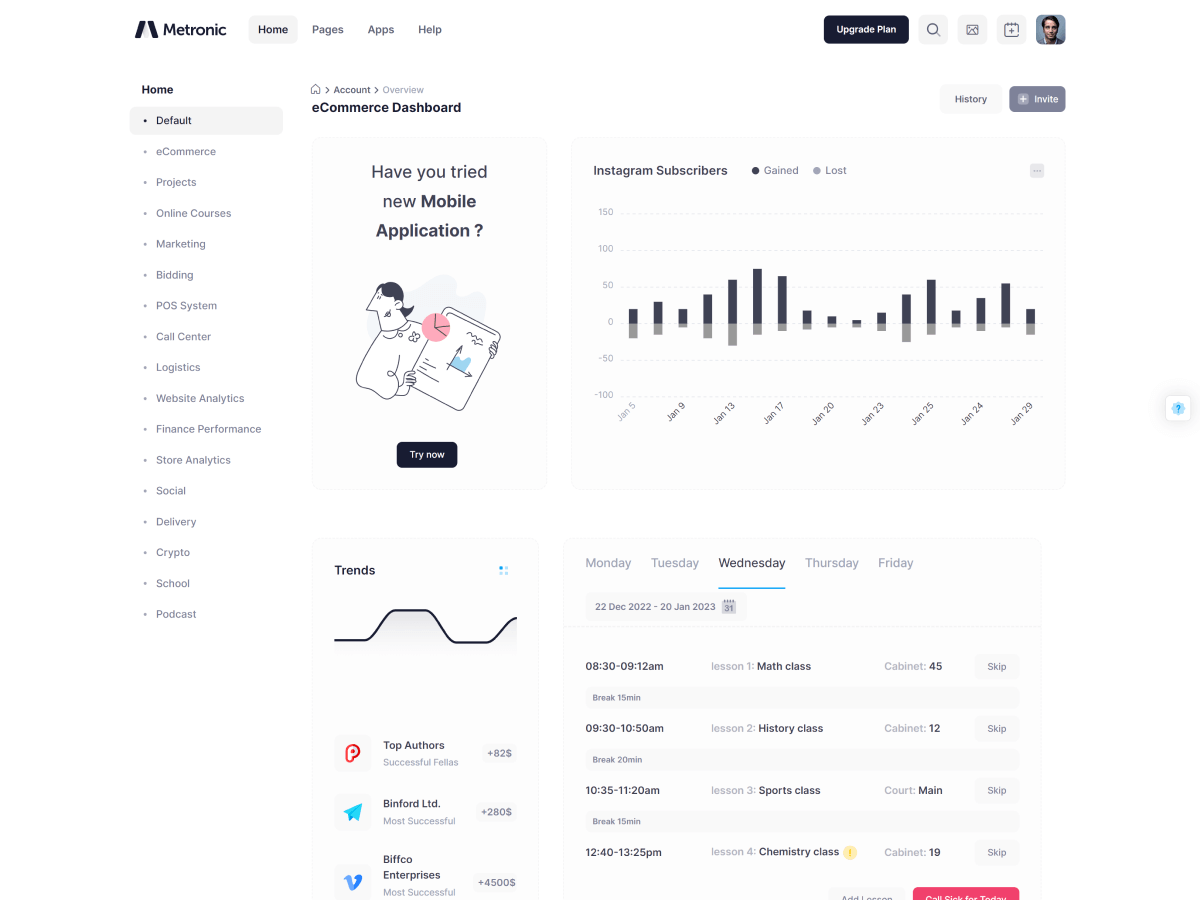 Metronic
Home
Pages
Apps
Help
Upgrade Plan
Home
Default
eCommerce
Projects
Online Courses
Marketing
Bidding
POS System
Call Center
Logistics
Website Analytics
Finance Performance
Store Analytics
Social
Delivery
Crypto
School
Podcast
Account
Overview
eCommerce Dashboard
History
Invite
Have you tried
new Mobile
Application ?
Try now
Instagram Subscribers
Gained
Lost
150
100
50
0
-50
-100
Jan 5
Jan 9
Jan 13
Jan 17
Jan 20
Jan 23
Jan 25
Jan 24
Jan 29
?
Trends
Top Authors
Successful Fellas
+82$
Binford Ltd.
Most Successful
+280$
Biffco
Enterprises
Most Successful
+4500$
Monday
Tuesday
Wednesday
Thursday
Friday
22 Dec 2022 - 20 Jan 2023
31
08:30-09:12am
lesson 1: Math class
Cabinet: 45
Skip
Break 15min
09:30-10:50am
lesson 2: History class
Cabinet: 12
Skip
Break 20min
10:35-11:20am
lesson 3: Sports class
Court: Main
Skip
Break 15min
12:40-13:25pm
lesson 4: Chemistry class
Cabinet: 19
Skip
Add Lesson
Call Sick for Today